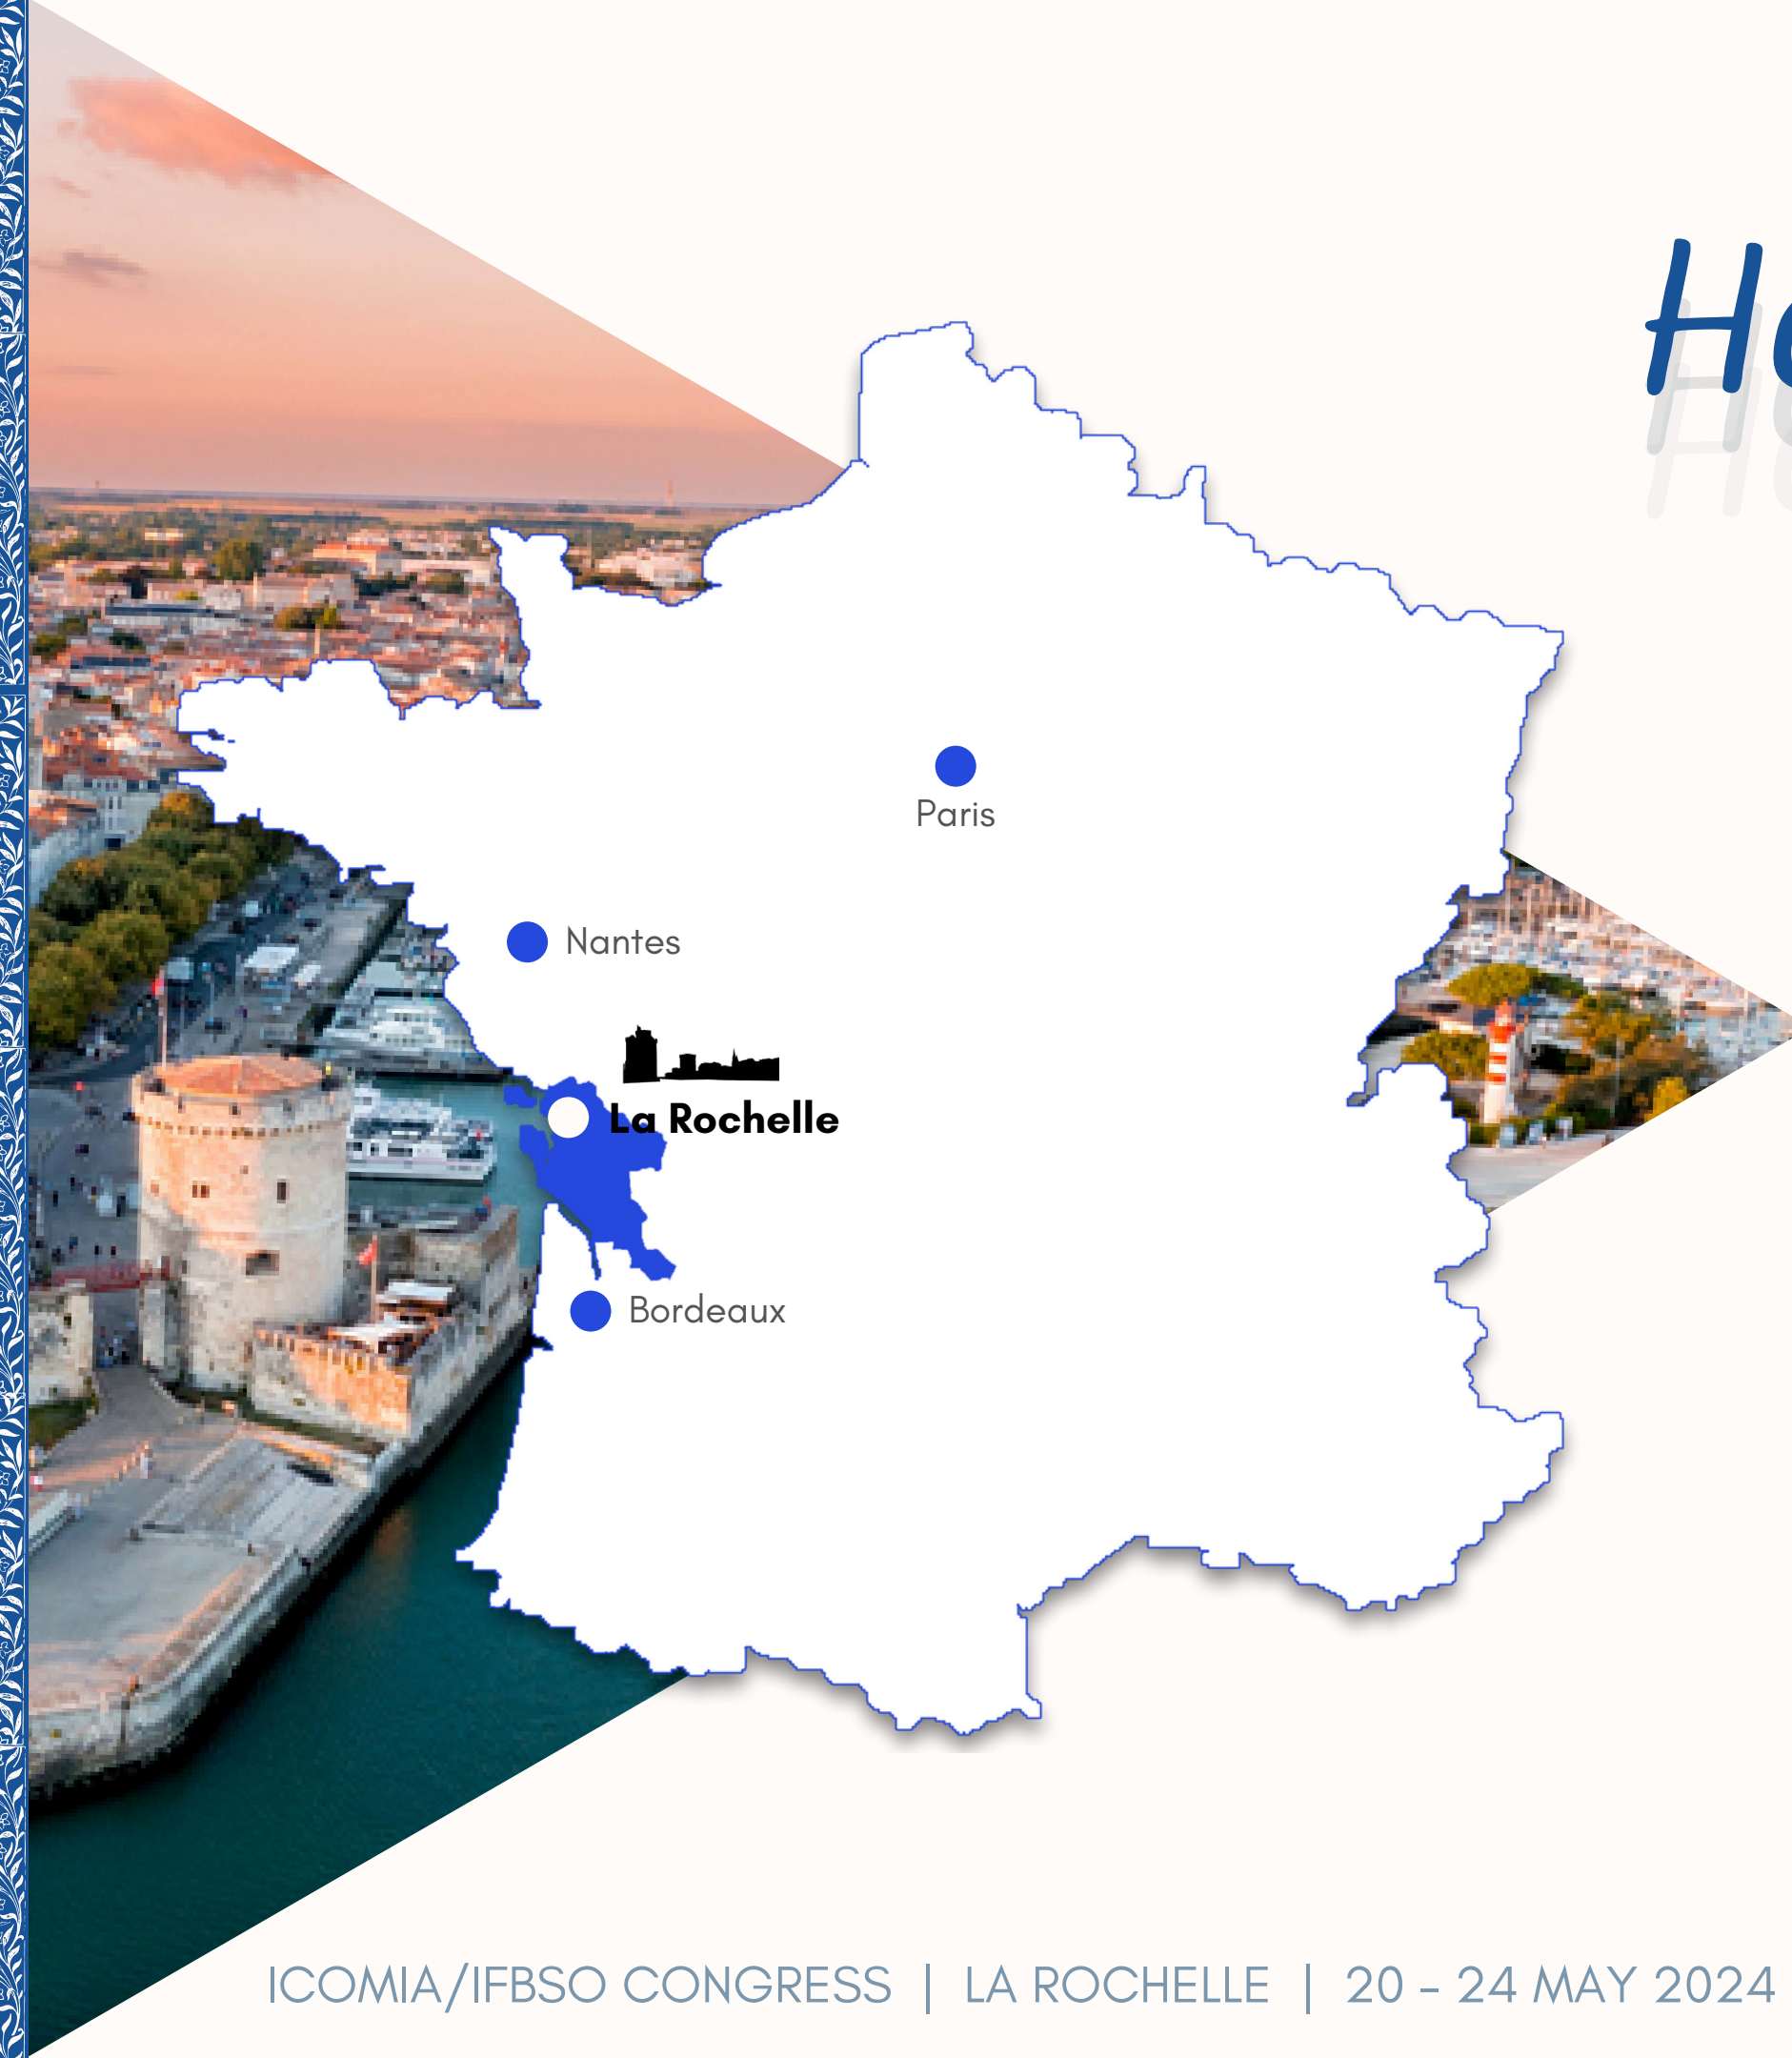 Paris
Nantes
La Rochelle
Bordeaux
ICOMIA/IFBSO CONGRESS | LA ROCHELLE | 20 - 24 MAY 2024